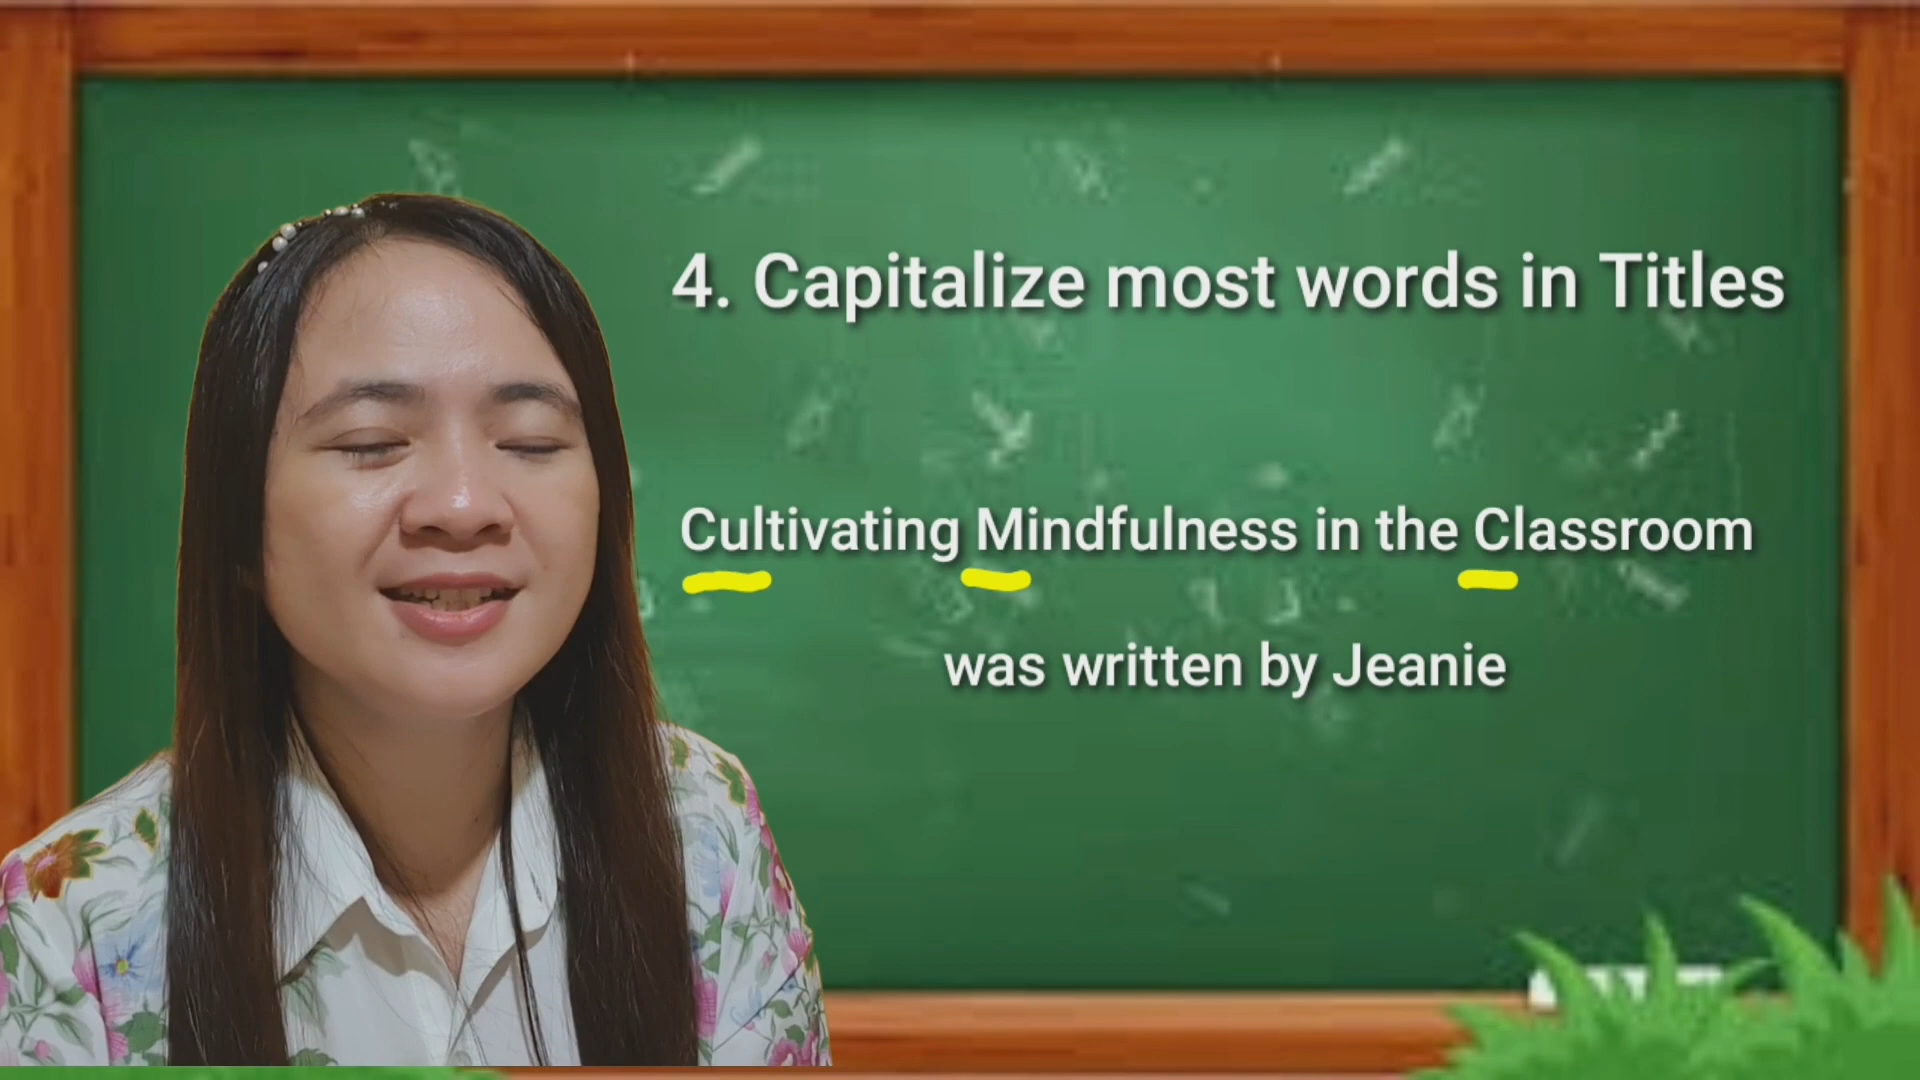 4. Capitalize most words in Titles
Cultivating Mindfulness in the Classroom
was written by Jeanie